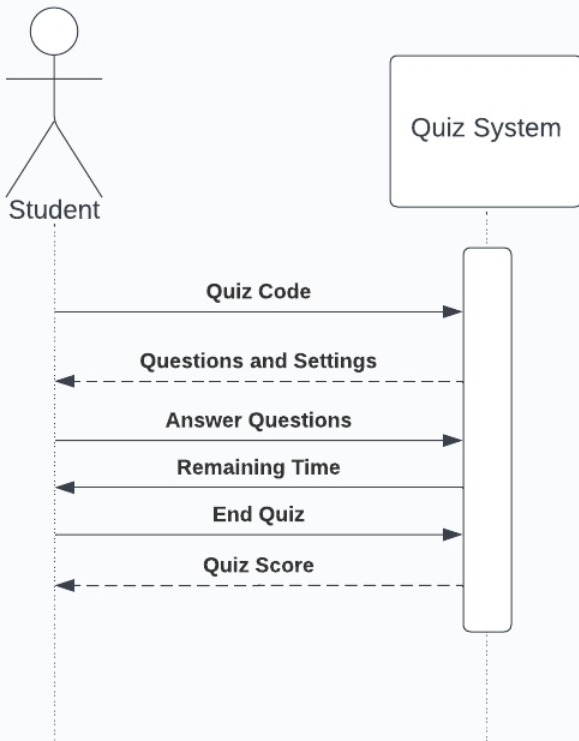 Quiz System
Student
Quiz Code
Questions and Settings
Answer Questions
Remaining Time
End Quiz
Quiz Score